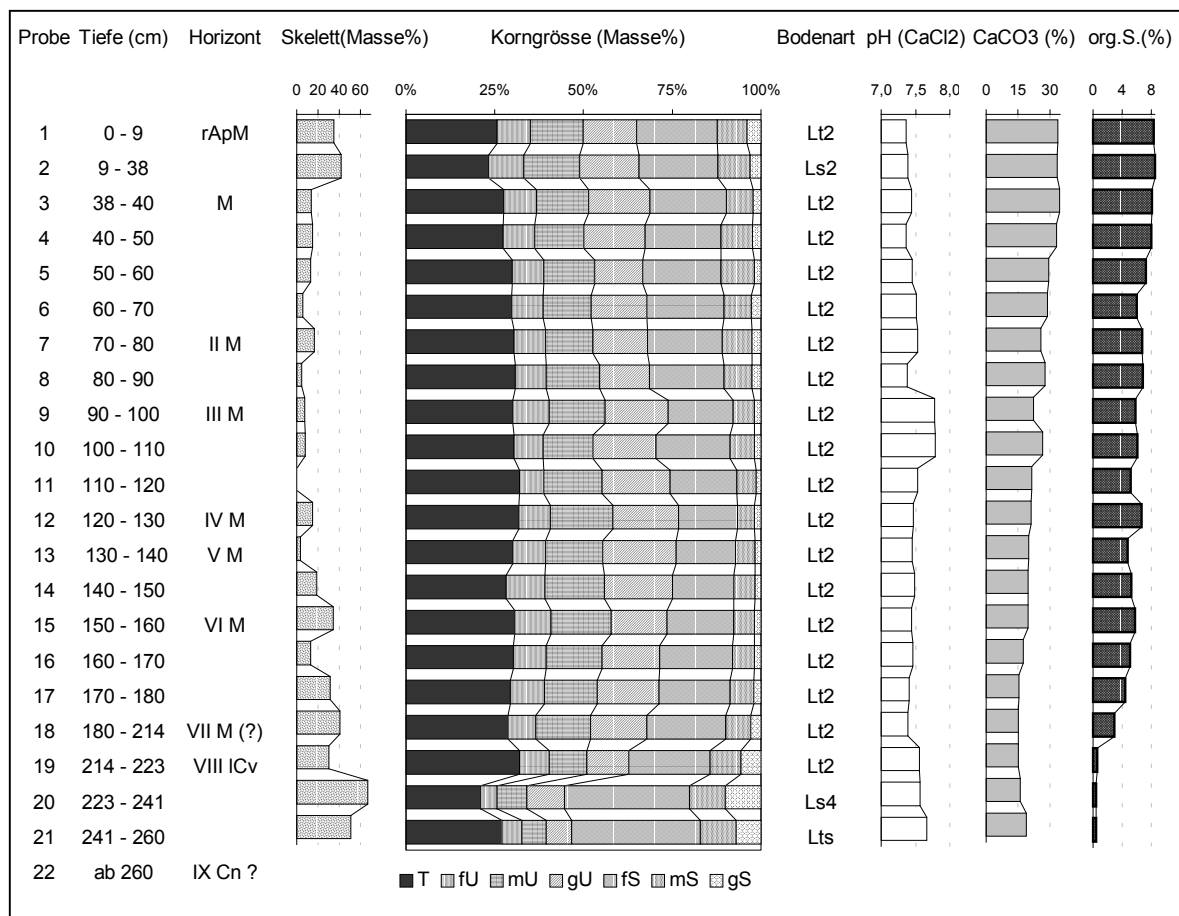 Probe Tiefe (cm) Horizont Skelett(Masse%) Korngrösse (Masse%) Bodenart pH (CaCl2) CaCO3 (%) org.S.(%)
0 20 40 60 0% 25% 50% 75% 100% 7,0 7,5 8,0 0 15 30 0 4 8
1 0 - 9 rApM Lt2
2 9 - 38 Ls2
3 38 - 40 M Lt2
4 40 - 50 Lt2
5 50 - 60 Lt2
6 60 - 70 Lt2
7 70 - 80 II M Lt2
8 80 - 90 Lt2
9 90 - 100 III M Lt2
10 100 - 110 Lt2
11 110 - 120 Lt2
12 120 - 130 IV M Lt2
13 130 - 140 V M Lt2
14 140 - 150 Lt2
15 150 - 160 VI M Lt2
16 160 - 170 Lt2
17 170 - 180 Lt2
18 180 - 214 VII M (?) Lt2
19 214 - 223 VIII ICv Lt2
20 223 - 241 Ls4
21 241 - 260 Lts
22 ab 260 IX Cn ?
T fU mU gU fS mS gS